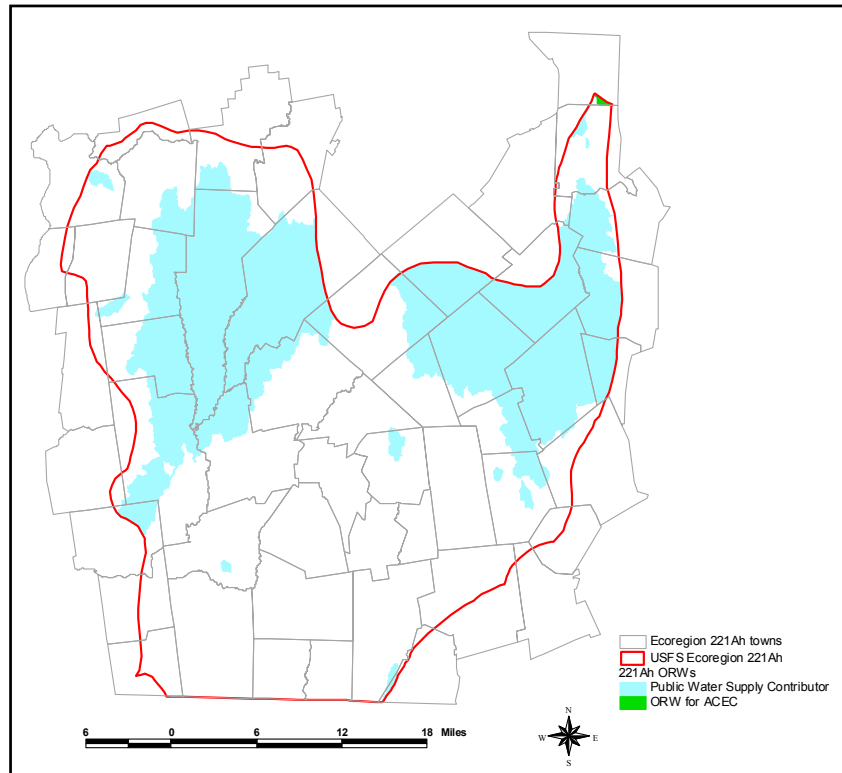 Ecoregion 221Ah towns
USFS Ecoregion 221Ah
221Ah ORWs
Public Water Supply Contributor
ORW for ACEC
6 0 6 12 18 Miles
N
W E
S